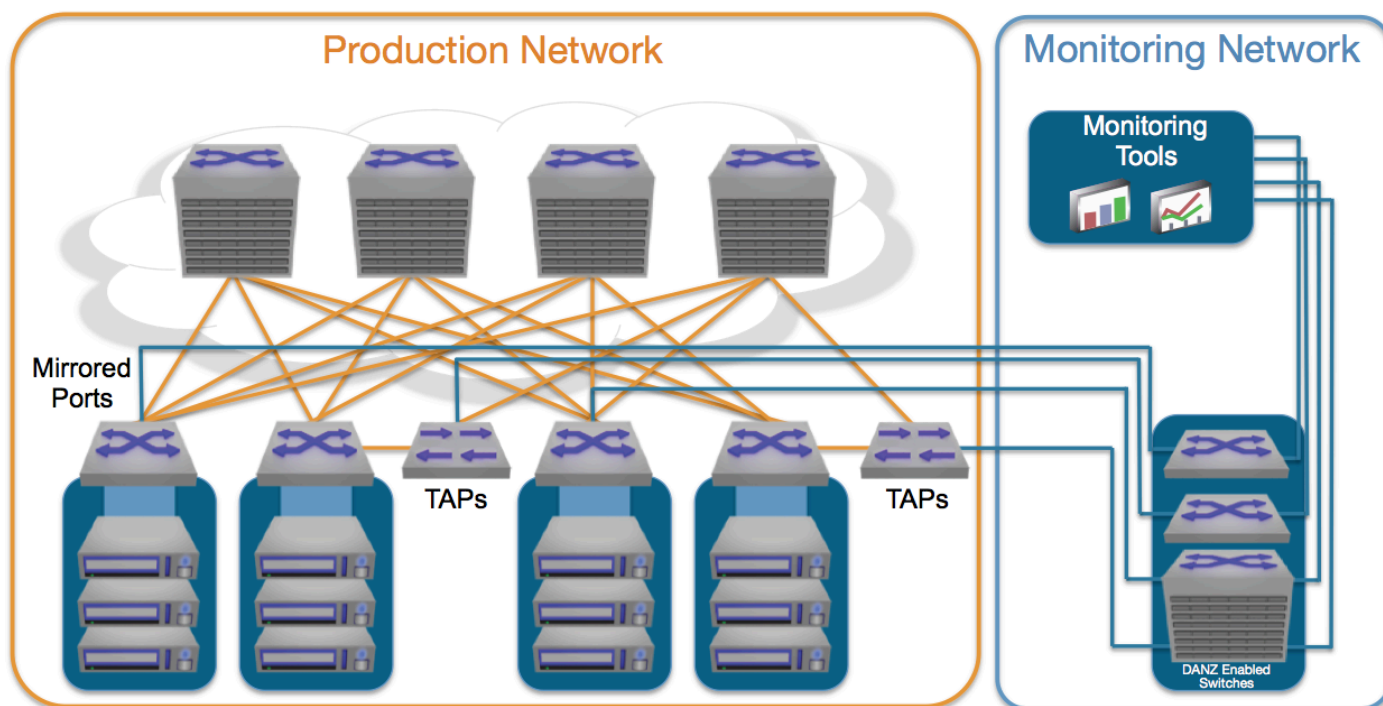 Production Network
Monitoring Network
Monitoring
Tools
Mirrored
Ports
TAPs
TAPs
DANZ Enabled
Switches